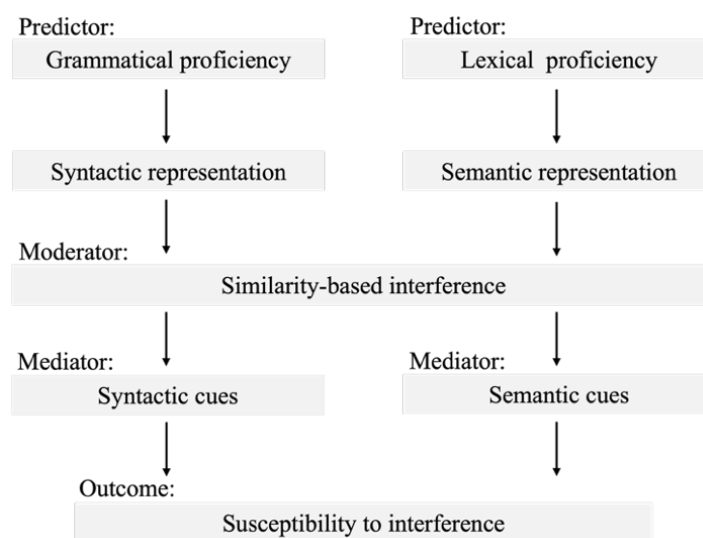 Predictor:
Predictor:
Grammatical proficiency
Lexical proficiency
Syntactic representation
Semantic representation
Moderator:
Similarity-based interference
Mediator:
Mediator:
Syntactic cues
Semantic cues
Outcome:
Susceptibility to interference